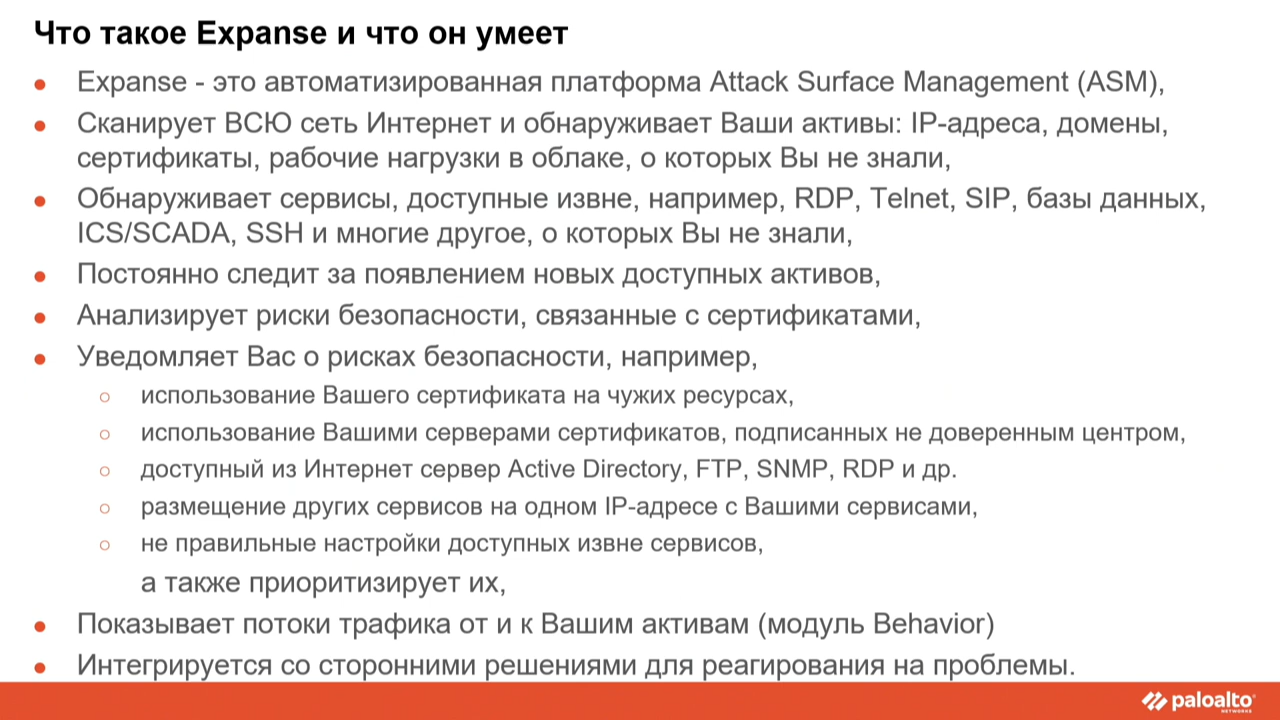 Что такое Expanse и что он умеет
● Expanse - это автоматизированная платформа Attack Surface Management (ASM),
● Сканирует ВСЮ сеть Интернет и обнаруживает Ваши активы: IP-адреса, домены,
сертификаты, рабочие нагрузки в облаке, о которых Вы не знали,
● Обнаруживает сервисы, доступные извне, например, RDP, Telnet, SIP, базы данных,
ICS/SCADA, SSH и многие другое, о которых Вы не знали,
● Постоянно следит за появлением новых доступных активов,
● Анализирует риски безопасности, связанные с сертификатами,
● Уведомляет Вас о рисках безопасности, например,
○ использование Вашего сертификата на чужих ресурсах,
○ использование Вашими серверами сертификатов, подписанных не доверенным центром,
○ доступный из Интернет сервер Active Directory, FTP, SNMP, RDP и др.
○ размещение других сервисов на одном IP-адресе с Вашими сервисами,
○ не правильные настройки доступных извне сервисов,
а также приоритизирует их,
● Показывает потоки трафика от и к Вашим активам (модуль Behavior)
● Интегрируется со сторонними решениями для реагирования на проблемы.
paloalto
NETWORKS